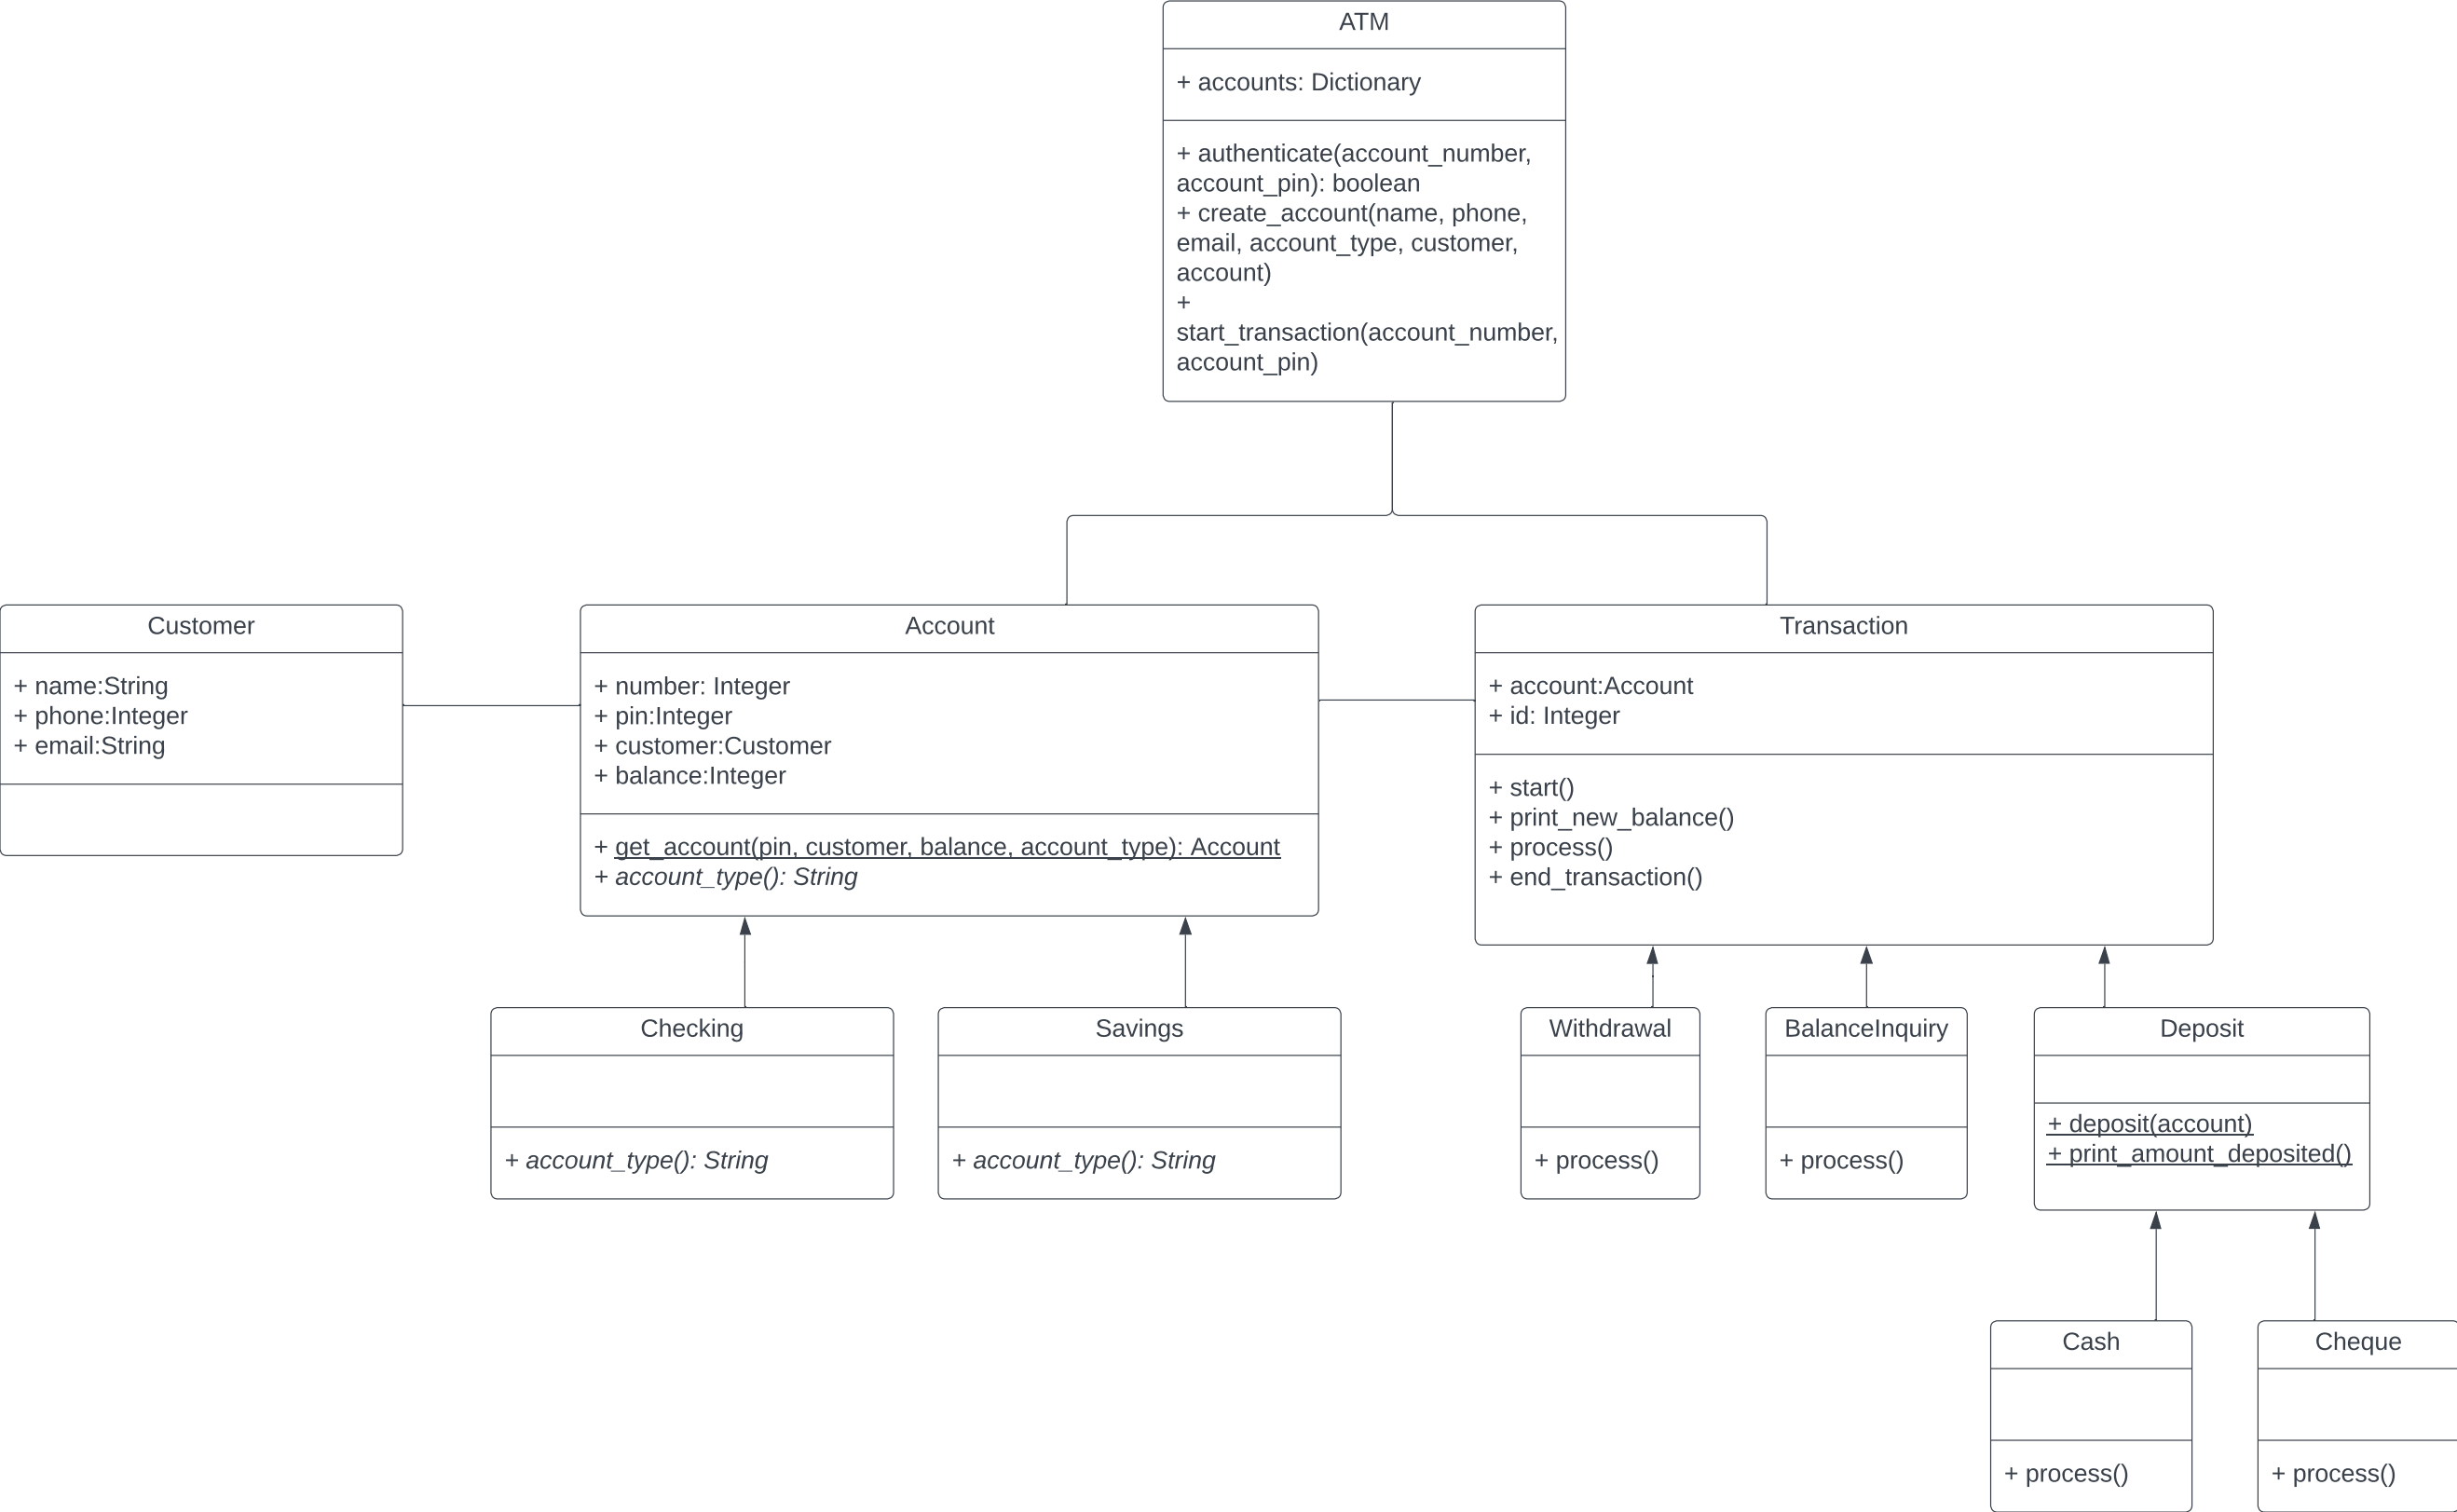 ATM
+ accounts: Dictionary
+ authenticate(account_number,
account_pin): boolean
+ create_account(name, phone,
email, account_type, customer,
account)
+
start_transaction(account_number,
account_pin)
Customer
+ name:String
+ phone:Integer
+ email:String
Account
+ number: Integer
+ pin:Integer
+ customer:Customer
+ balance:Integer
+ get_account(pin, customer, balance, account_type): Account
+ account_type(): String
Transaction
+ account:Account
+ id: Integer
+ start()
+ print_new_balance()
+ process()
+ end_transaction()
Checking
+ account_type(): String
Savings
+ account_type(): String
Withdrawal
+ process()
BalanceInquiry
+ process()
Deposit
+ deposit(account)
+ print_amount_deposited()
Cash
+ process()
Cheque
+ process()